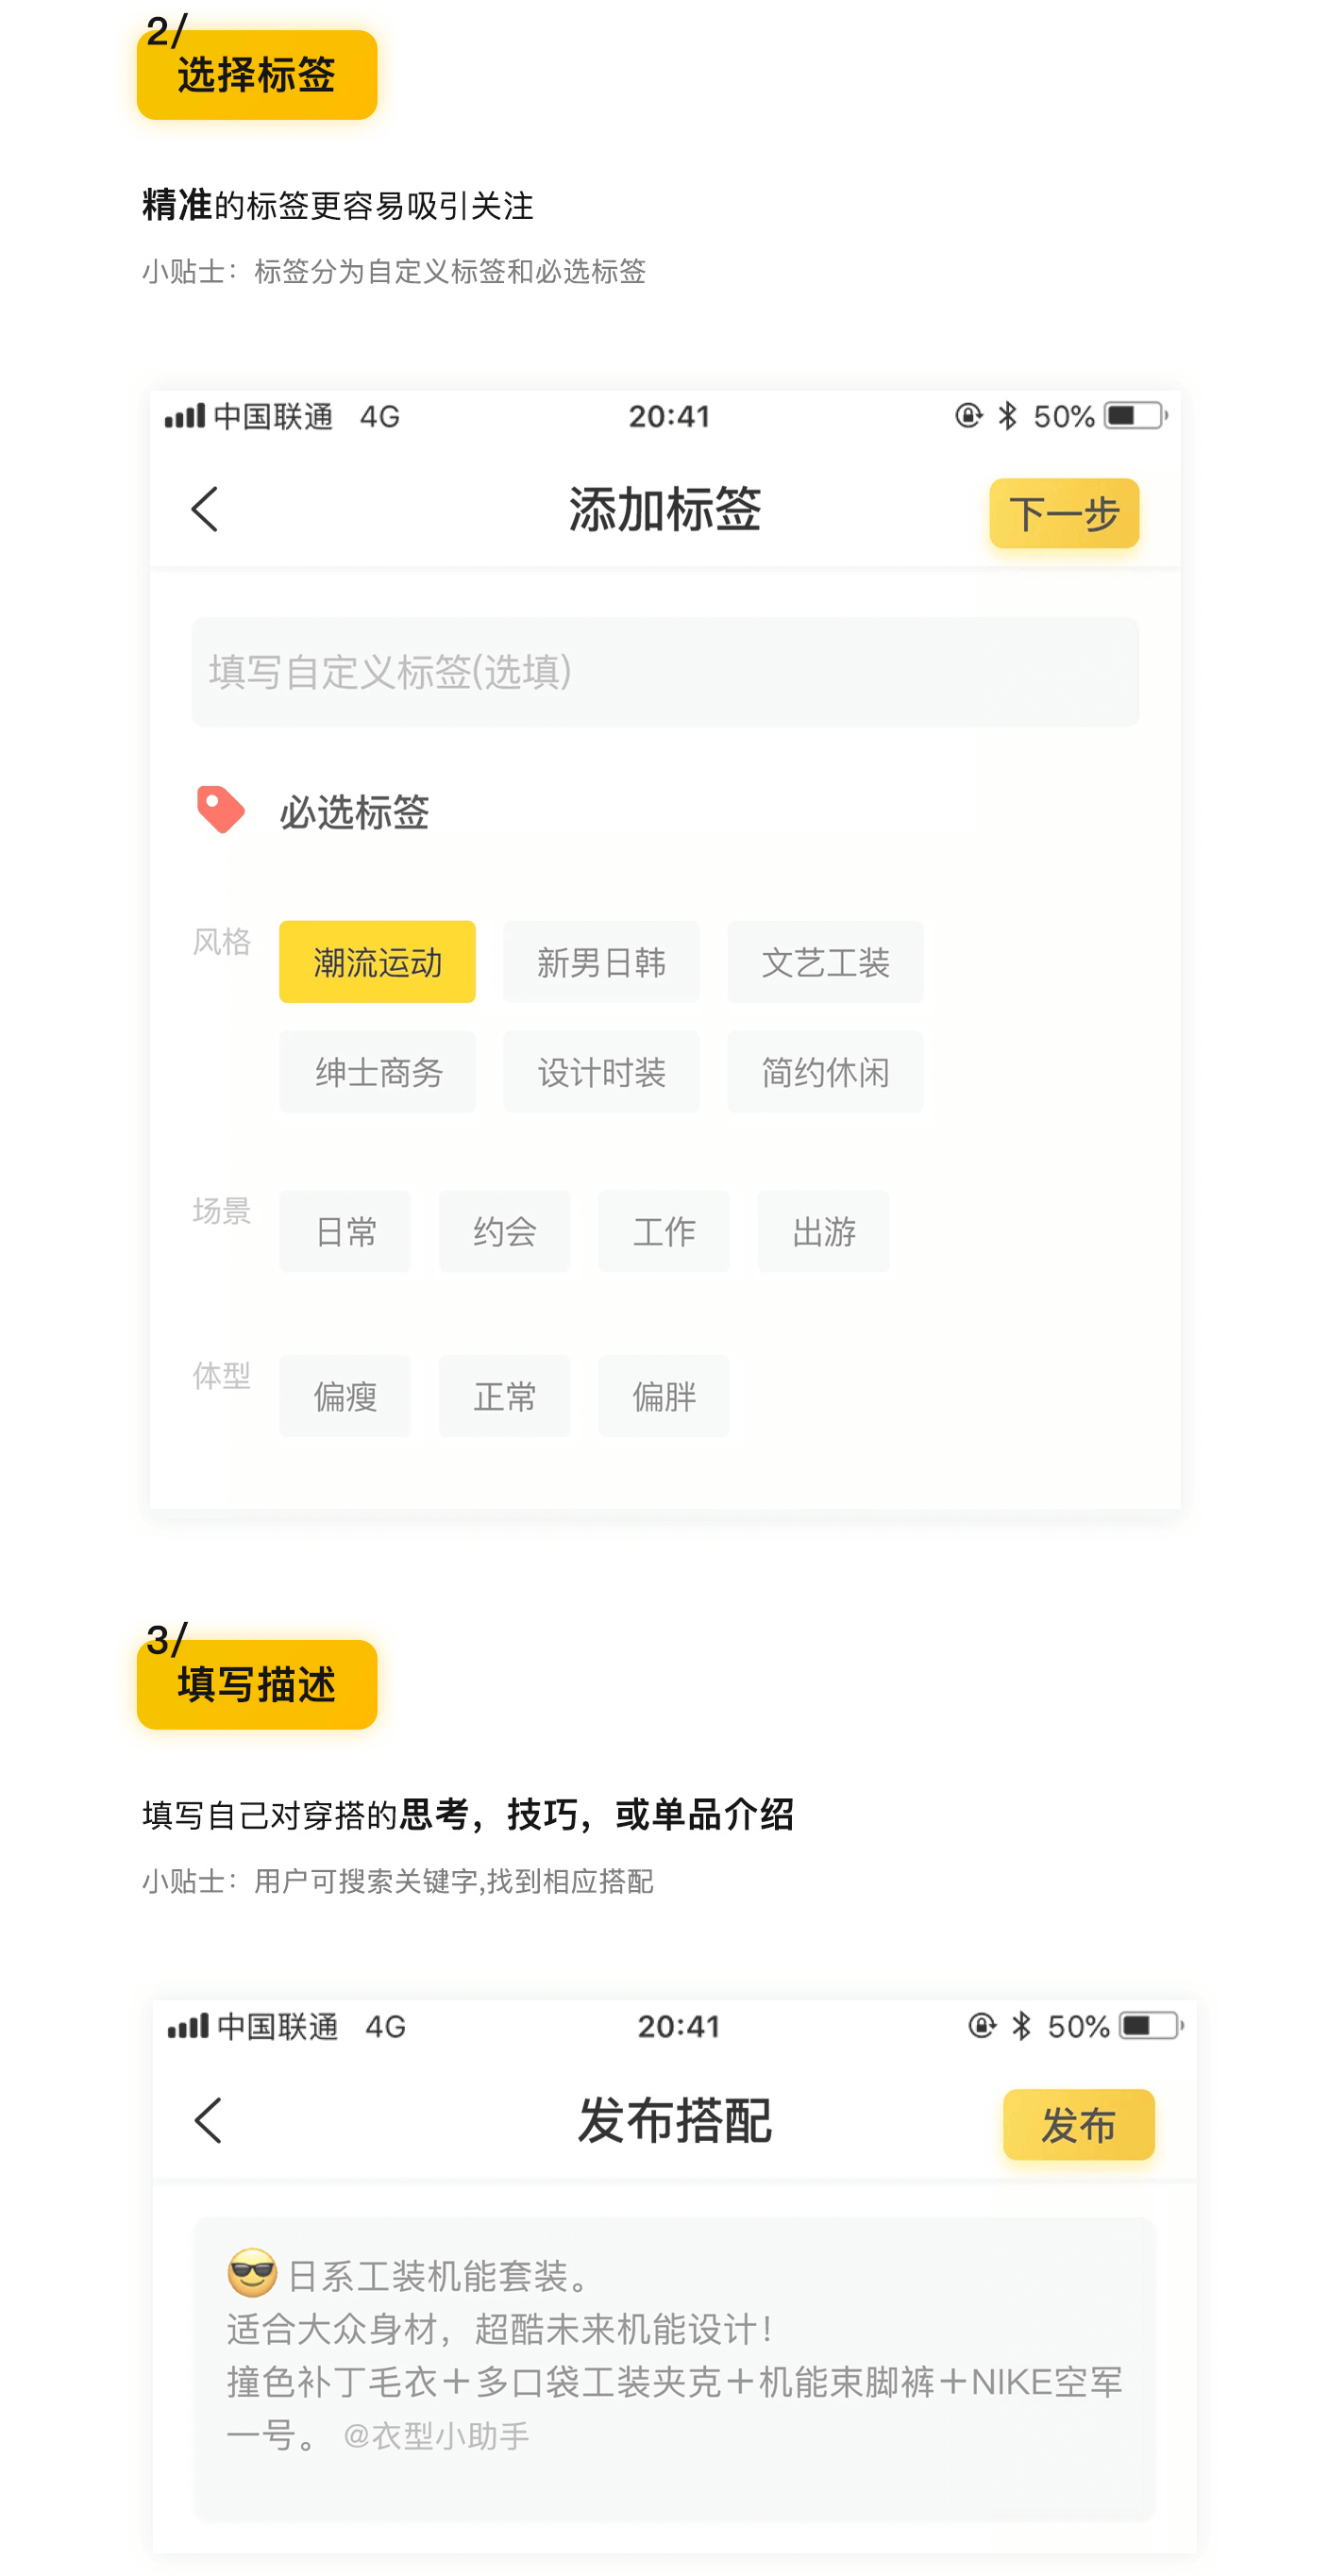 2/
选择标签
精准的标签更容易吸引关注
小贴士：标签分为自定义标签和必选标签
中国联通 4G 20:41 50%
添加标签 下一步
填写自定义标签(选填)
必选标签
风格 潮流运动 新男日韩 文艺工装
绅士商务 设计时装 简约休闲
场景 日常 约会 工作 出游
体型 偏瘦 正常 偏胖
3/
填写描述
填写自己对穿搭的思考，技巧，或单品介绍
小贴士：用户可搜索关键字,找到相应搭配
中国联通 4G 20:41 50%
发布搭配 发布
😎日系工装机能套装。
适合大众身材，超酷未来机能设计！
撞色补丁毛衣＋多口袋工装夹克＋机能束脚裤＋NIKE空军
一号。 @衣型小助手